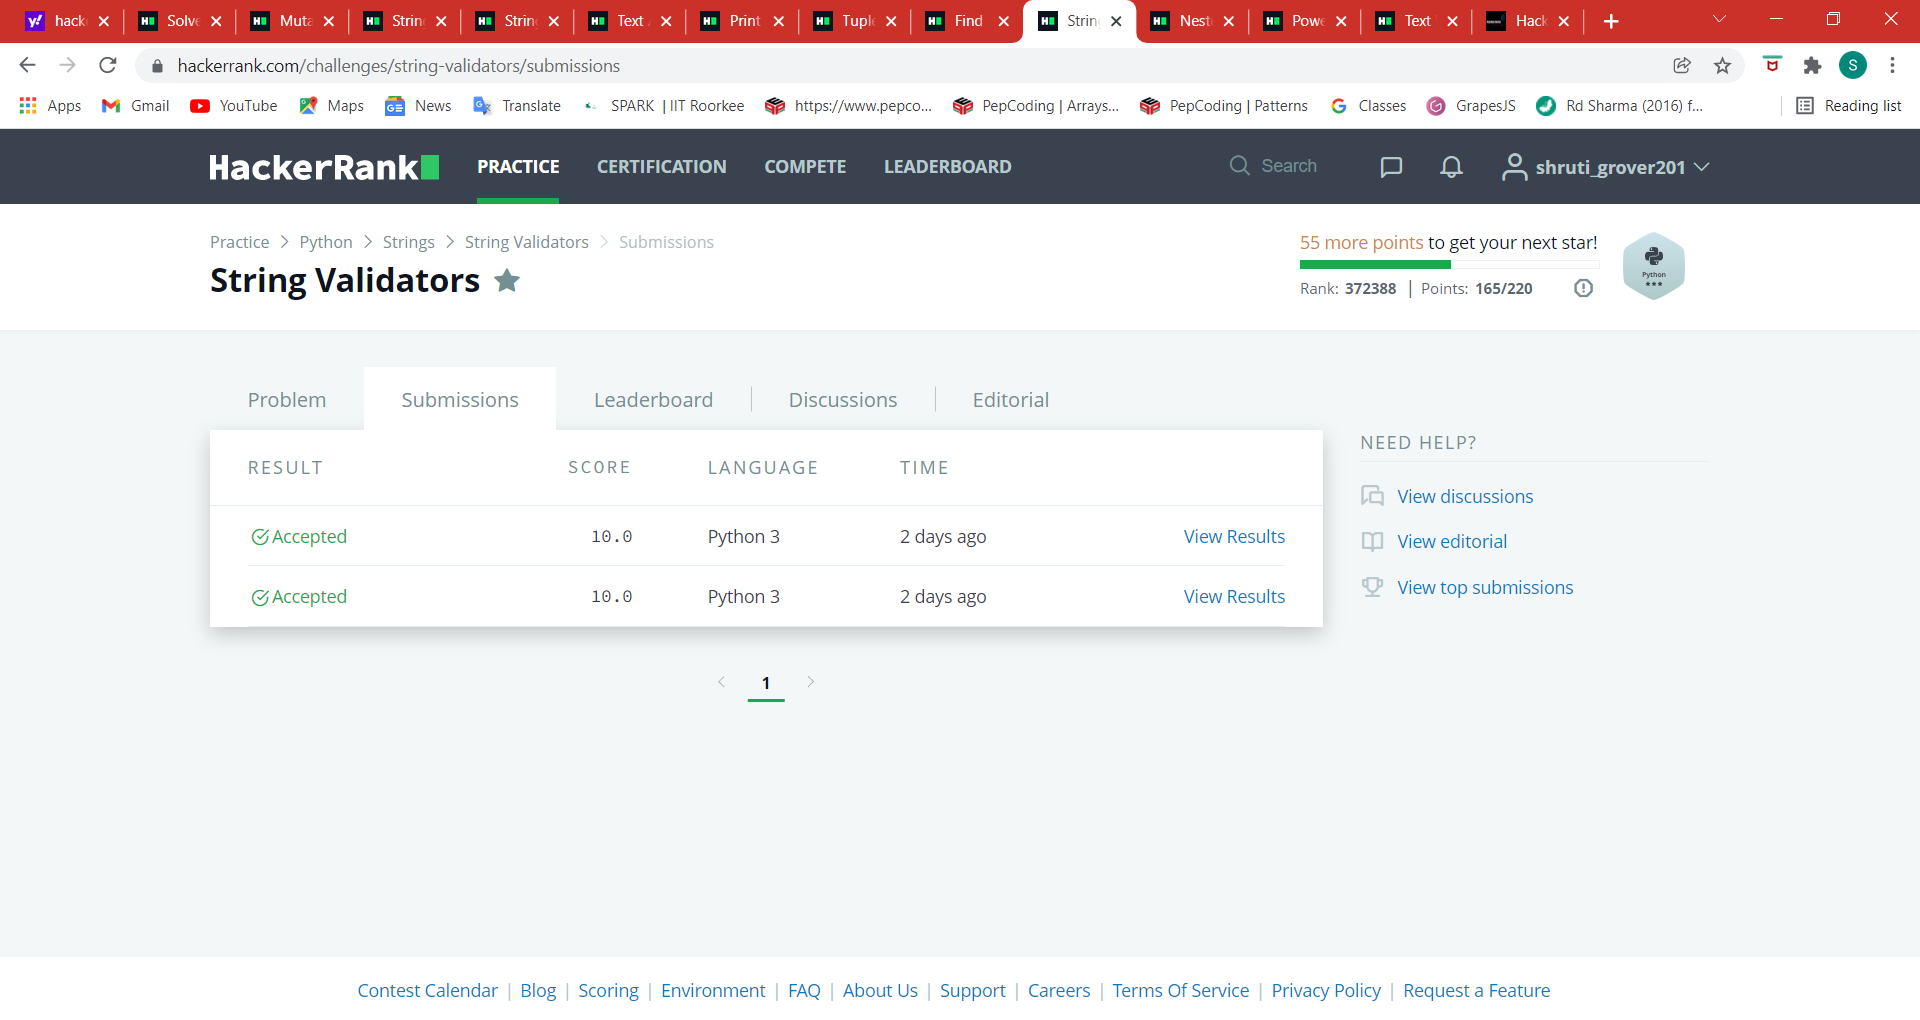 hack Solve Muta String String Text A Print Tuple Find String Neste Powe Text Hack
hackerrank.com/challenges/string-validators/submissions
S
Apps Gmail YouTube Maps News Translate SPARK | IIT Roorkee https://www.pepco... PepCoding | Arrays... PepCoding | Patterns Classes GrapesJS Rd Sharma (2016) f... Reading list
HackerRank PRACTICE CERTIFICATION COMPETE LEADERBOARD Search shruti_grover201
Practice > Python > Strings > String Validators > Submissions
String Validators
55 more points to get your next star!
Rank: 372388 | Points: 165/220
Python
Problem Submissions Leaderboard Discussions Editorial
RESULT SCORE LANGUAGE TIME
Accepted 10.0 Python 3 2 days ago View Results
Accepted 10.0 Python 3 2 days ago View Results
1
NEED HELP?
View discussions
View editorial
View top submissions
Contest Calendar | Blog | Scoring | Environment | FAQ | About Us | Support | Careers | Terms Of Service | Privacy Policy | Request a Feature